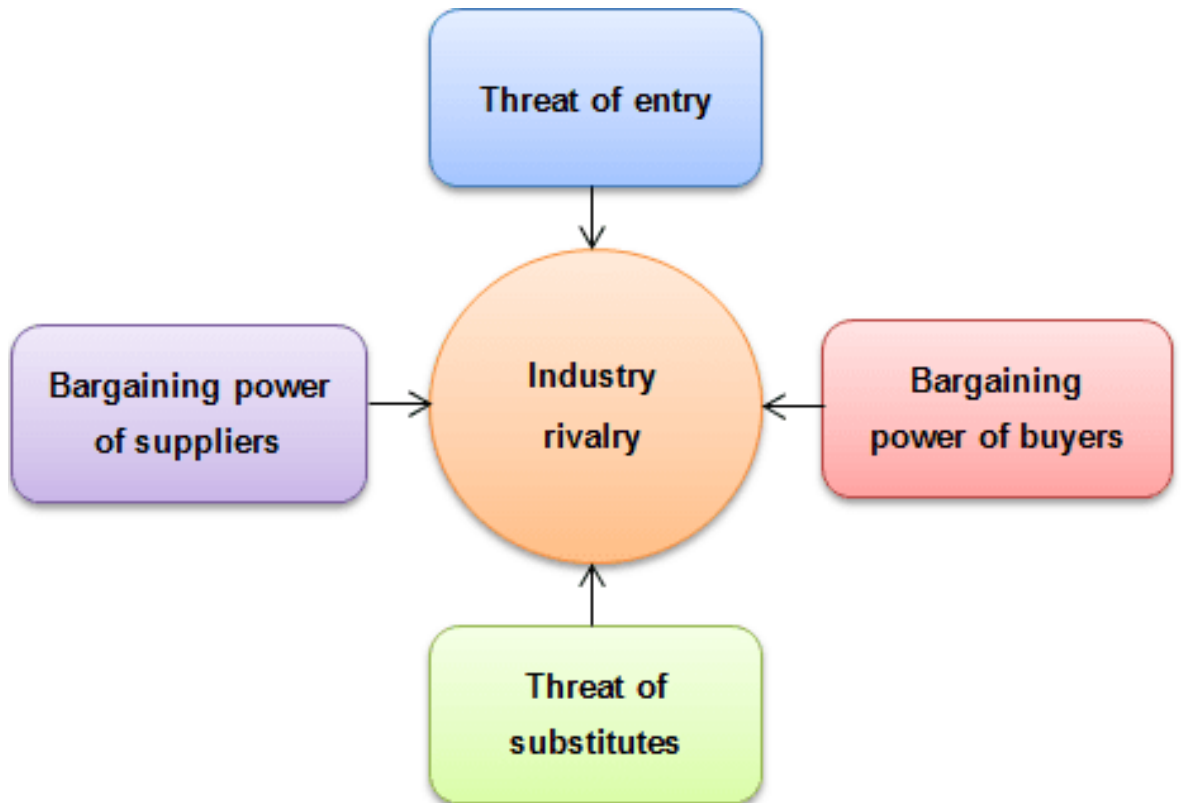 Threat of entry
Bargaining power
of suppliers
Industry
rivalry
Bargaining
power of buyers
Threat of
substitutes